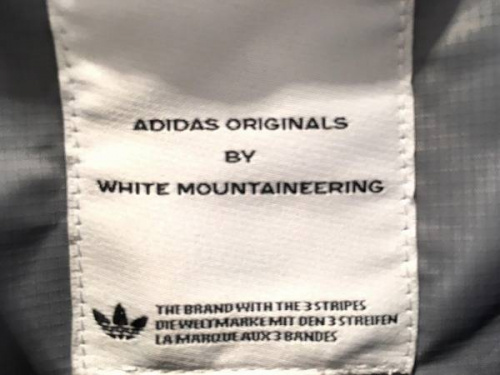 ADIDAS ORIGINALS
BY
WHITE MOUNTAINEERING
THE BRAND WITH THE 3 STRIPES
DIE WELTMARKE MIT DEN 3 STREIFEN
LA MARQUE AUX 3 BANDES